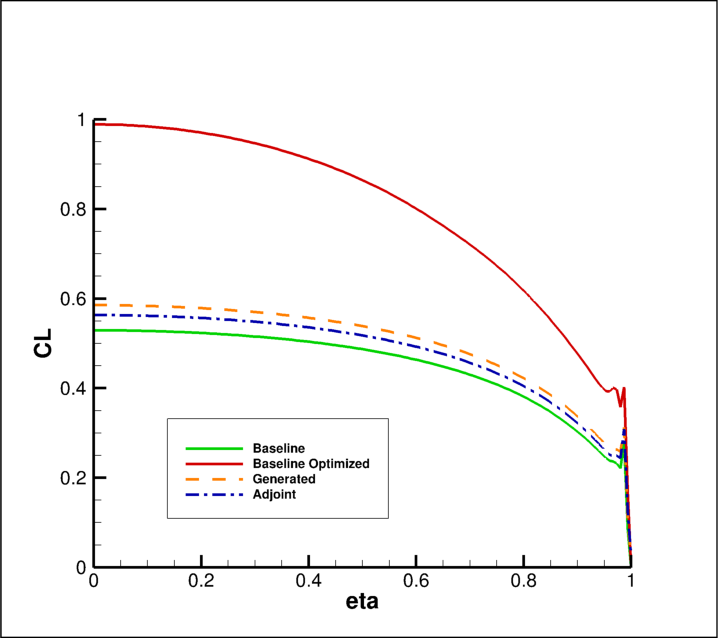 1
0.8
0.6
0.4
0.2
0
CL
Baseline
Baseline Optimized
Generated
Adjoint
0 0.2 0.4 0.6 0.8 1
eta